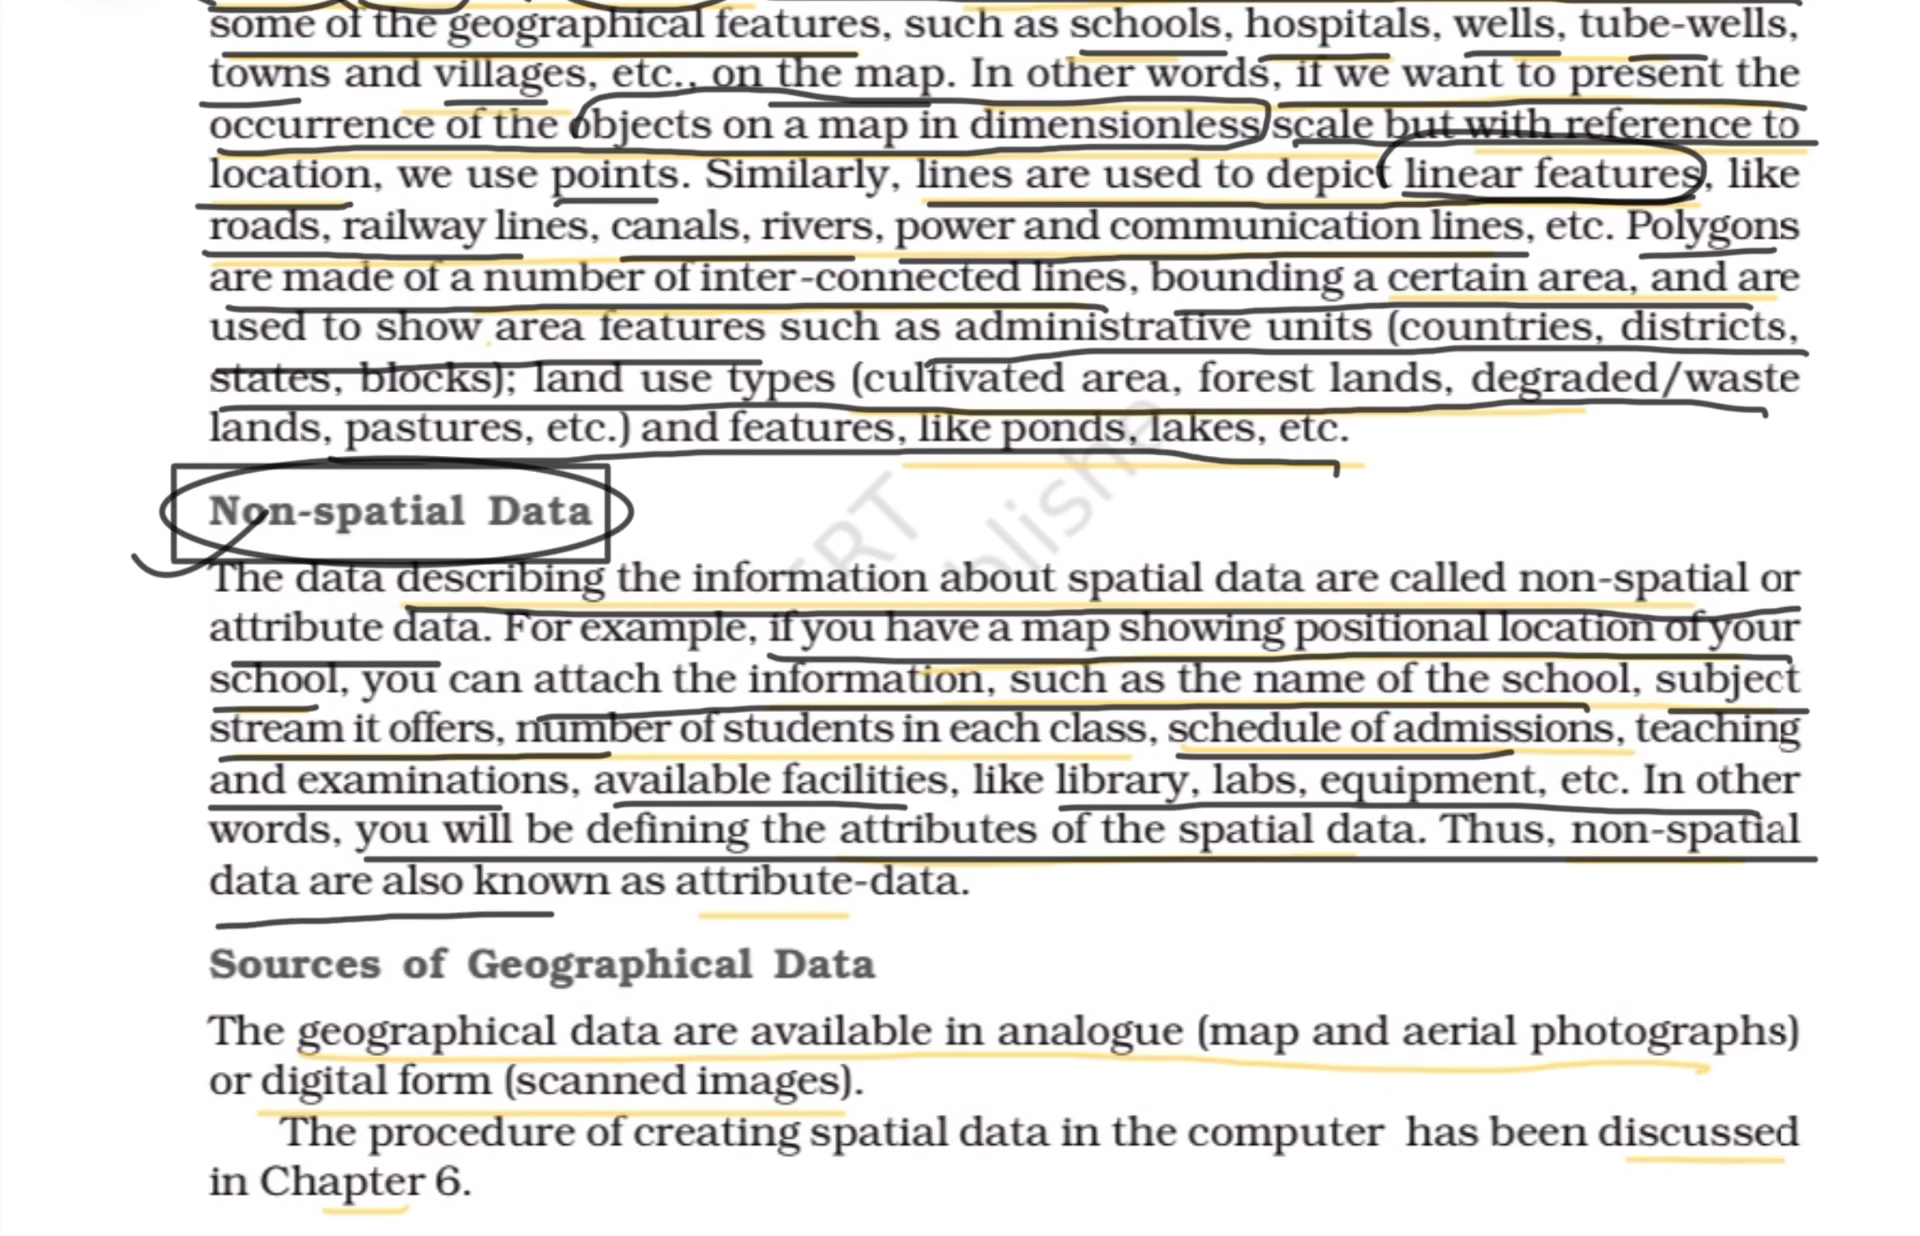 some of the geographical features, such as schools, hospitals, wells, tube-wells,
towns and villages, etc., on the map. In other words, if we want to present the
occurrence of the objects on a map in dimensionless scale but with reference to
location, we use points. Similarly, lines are used to depict linear features, like
roads, railway lines, canals, rivers, power and communication lines, etc. Polygons
are made of a number of inter-connected lines, bounding a certain area, and are
used to show area features such as administrative units (countries, districts,
states, blocks); land use types (cultivated area, forest lands, degraded/waste
lands, pastures, etc.) and features, like ponds, lakes, etc.
Non-spatial Data
The data describing the information about spatial data are called non-spatial or
attribute data. For example, if you have a map showing positional location of your
school, you can attach the information, such as the name of the school, subject
stream it offers, number of students in each class, schedule of admissions, teaching
and examinations, available facilities, like library, labs, equipment, etc. In other
words, you will be defining the attributes of the spatial data. Thus, non-spatial
data are also known as attribute-data.
Sources of Geographical Data
The geographical data are available in analogue (map and aerial photographs)
or digital form (scanned images).
The procedure of creating spatial data in the computer has been discussed
in Chapter 6.